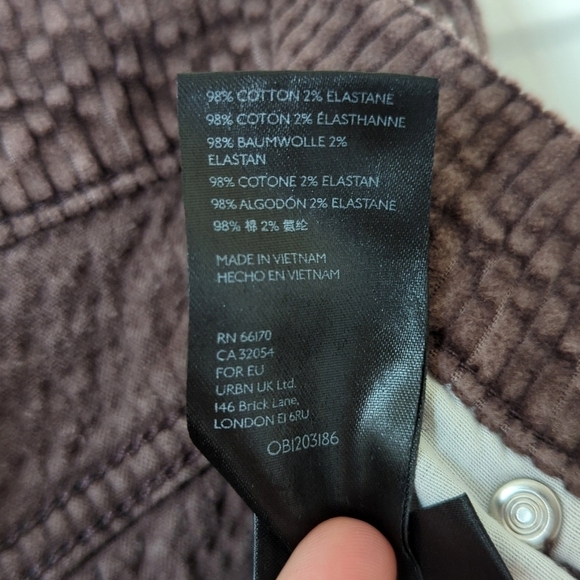 98% COTTON 2% ELASTANE
98% COTON 2% ÉLASTHANNE
98% BAUMWOLLE 2%
ELASTAN
98% COTONE 2% ELASTAN
98% ALGODÓN 2% ELASTANE
98% 棉 2% 氨纶
MADE IN VIETNAM
HECHO EN VIETNAM
RN 66170
CA 32054
FOR EU
URBN UK Ltd.
146 Brick Lane,
LONDON E1 6RU
OB1203186